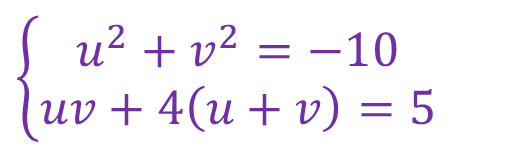 u² + v² = −10
uv + 4(u + v) = 5